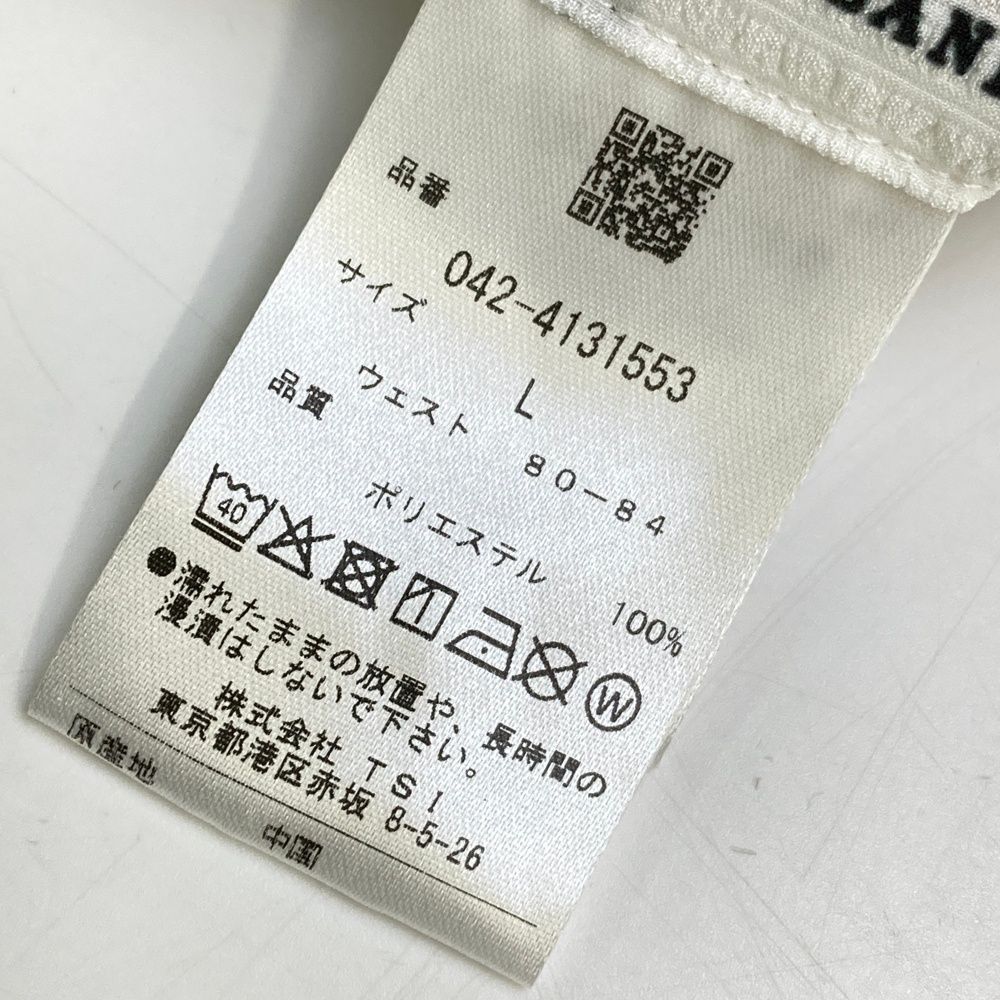 品番
042-4131553
サイズ
L
ウェスト 80-84
品質
ポリエステル 100%
40
W
●濡れたままの放置や、長時間の
浸漬はしないで下さい。
株式会社 TSI
東京都港区赤坂 8-5-26
原産地
中国